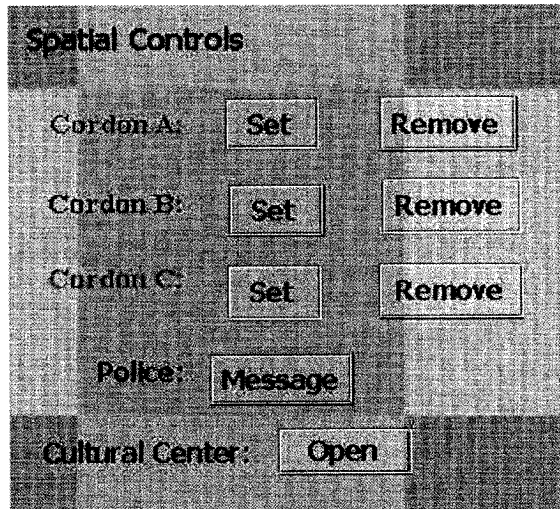 Spatial Controls
Cordon A: Set Remove
Cordon B: Set Remove
Cordon C: Set Remove
Police: Message
Cultural Center: Open